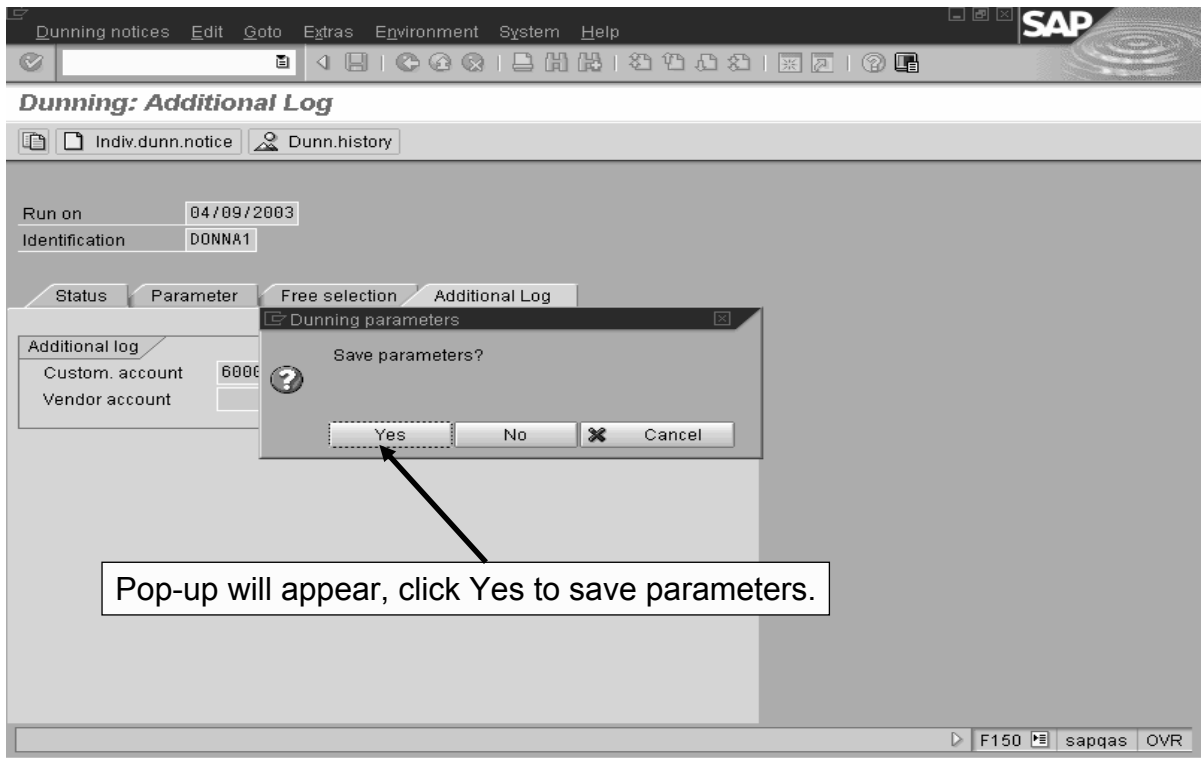 Dunning notices Edit Goto Extras Environment System Help
SAP
Dunning: Additional Log
Indiv.dunn.notice Dunn.history
Run on 04/09/2003
Identification DONNA1
Status Parameter Free selection Additional Log
Dunning parameters
Additional log
Save parameters?
Custom. account
Vendor account
Yes No Cancel
Pop-up will appear, click Yes to save parameters.
F150 sapqas OVR